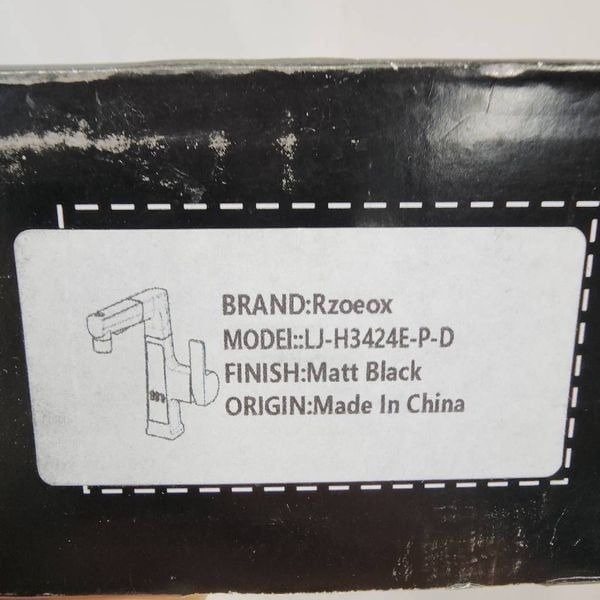 BRAND:Rzoeox
MODEl::LJ-H3424E-P-D
FINISH:Matt Black
ORIGIN:Made In China